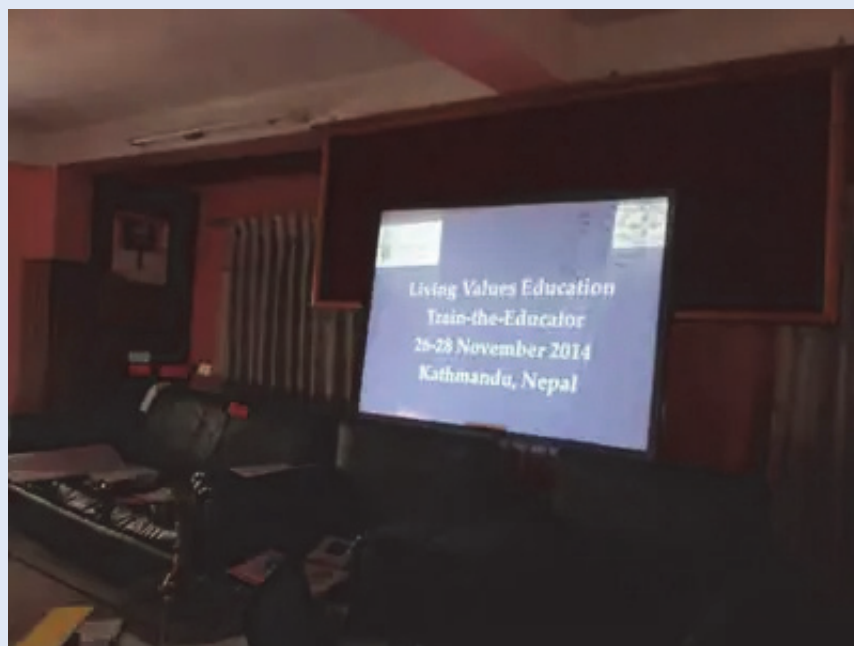 Living Values Education
Train-the-Educator
26-28 November 2014
Kathmandu, Nepal